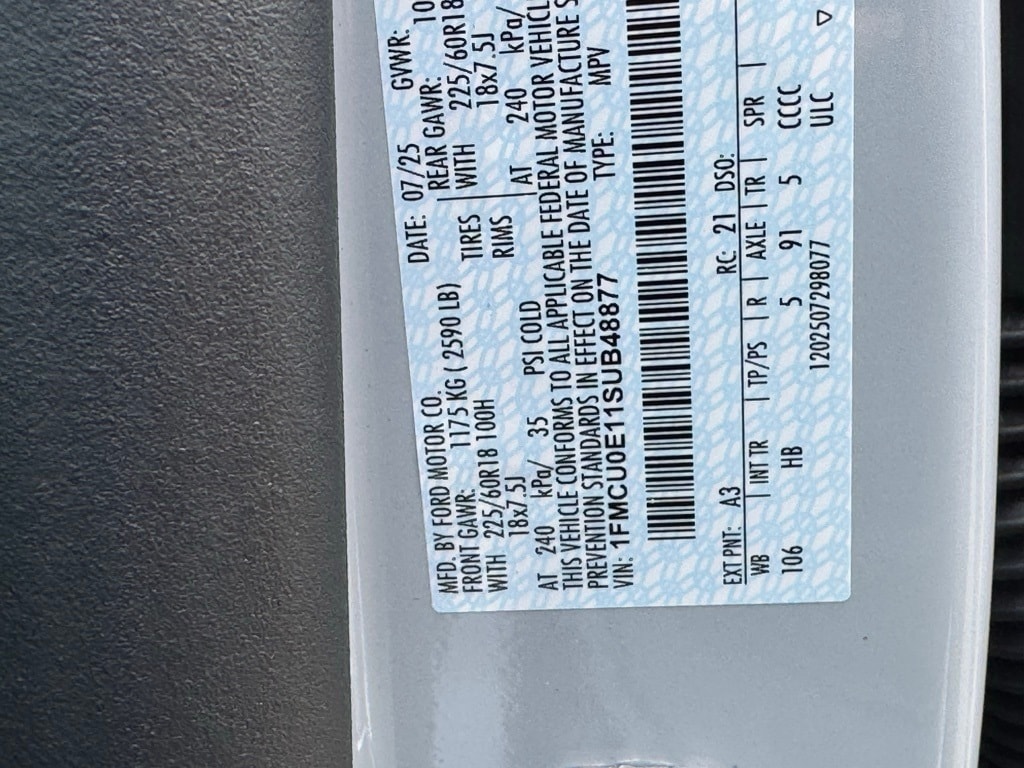 MFD. BY FORD MOTOR CO. DATE: 07/25 GVWR: 10
FRONT GAWR: 1175 KG ( 2590 LB) REAR GAWR:
WITH 225/60R18 100H TIRES WITH 225/60R18
18x7.5J RIMS 18x7.5J
AT 240 kPa/ 35 PSI COLD AT 240 kPa/
THIS VEHICLE CONFORMS TO ALL APPLICABLE FEDERAL MOTOR VEHICLE
PREVENTION STANDARDS IN EFFECT ON THE DATE OF MANUFACTURE S
VIN: 1FMCU0E11SUB48877 TYPE: MPV
EXT PNT: A3 RC: 21 DSO:
WB | INT TR | TP/PS | R | AXLE | TR | SPR |
106 HB 5 91 5 CCCC
1202507298077 ULC